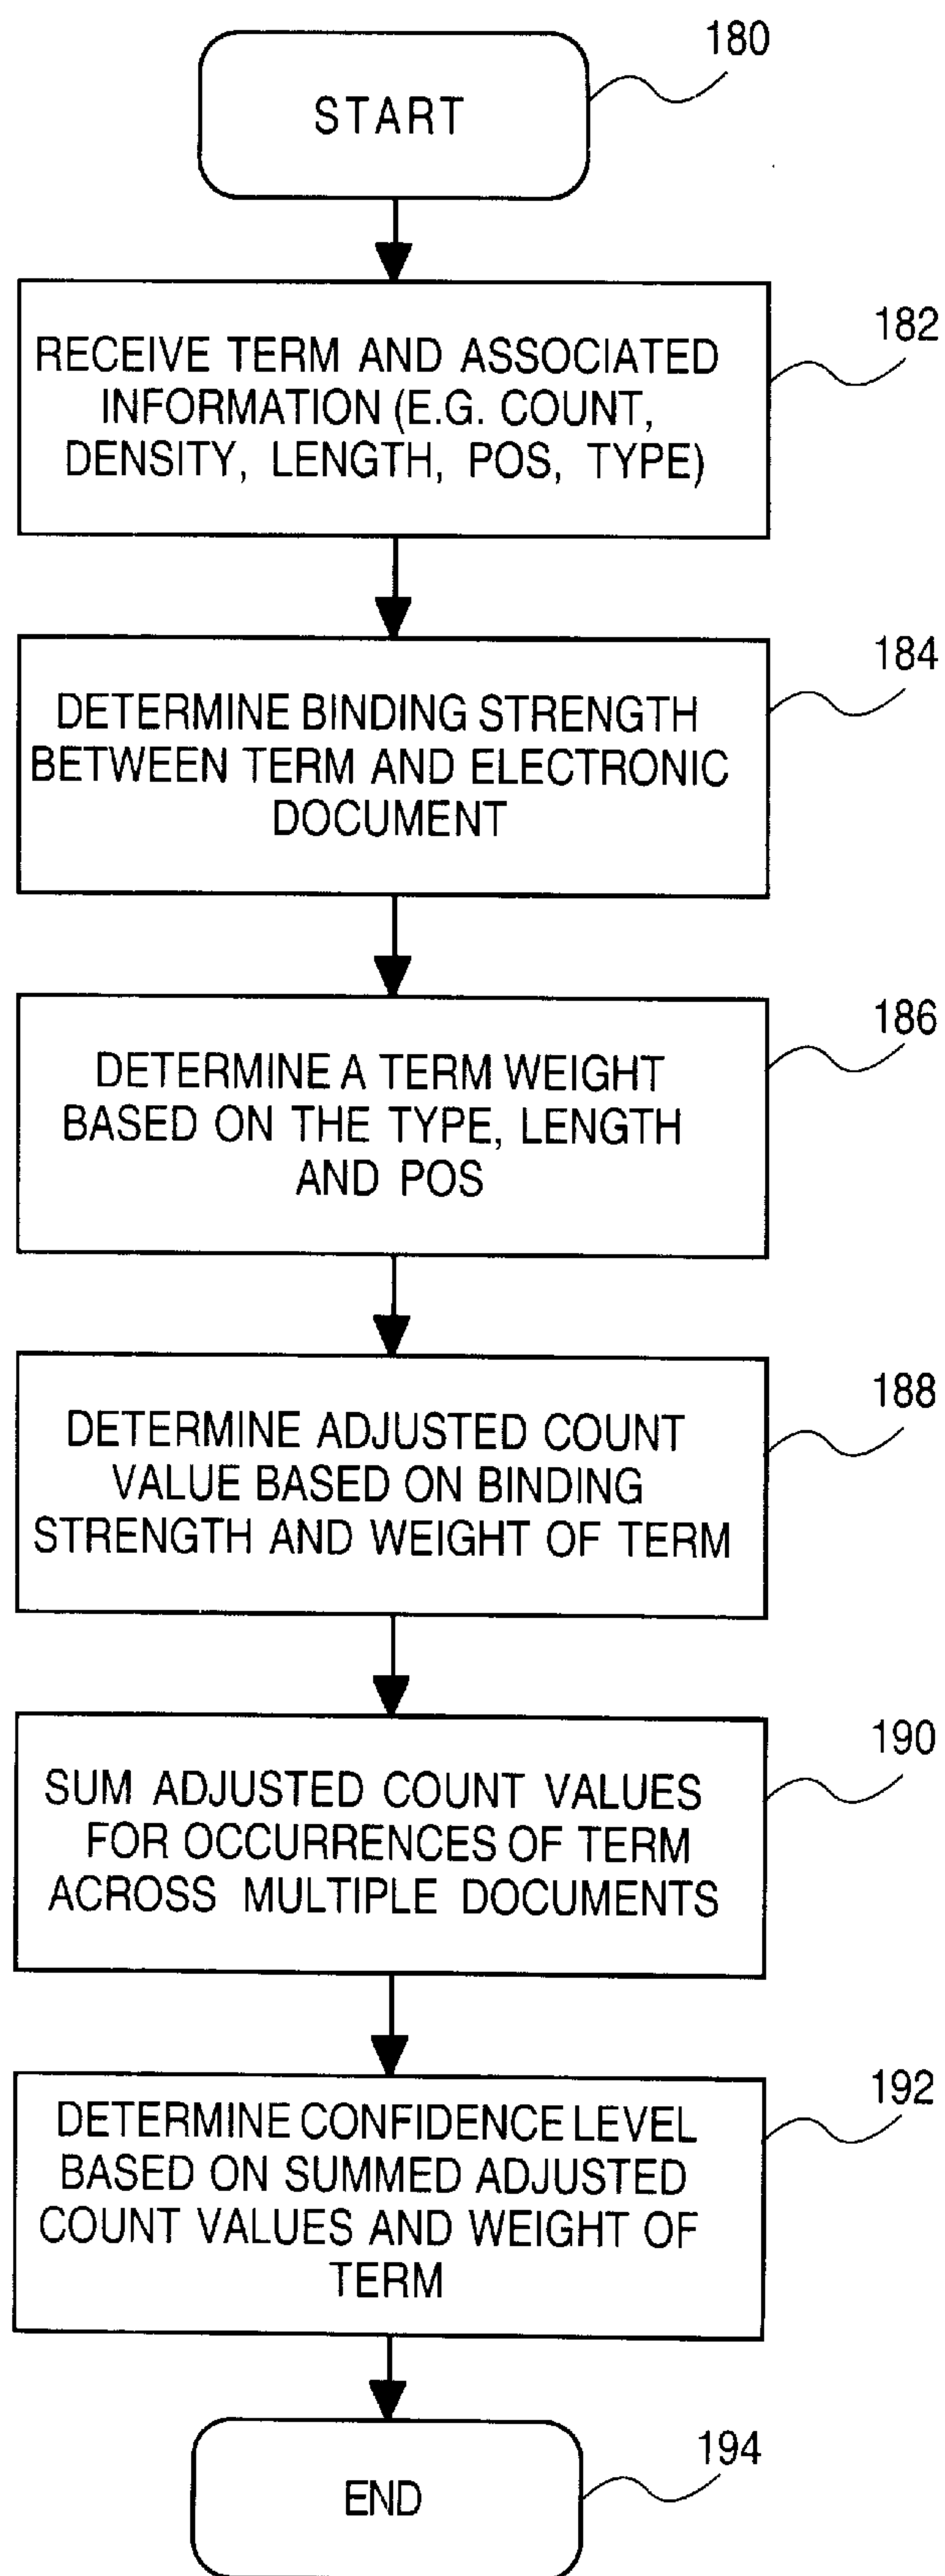 180
START
182
RECEIVE TERM AND ASSOCIATED
INFORMATION (E.G. COUNT,
DENSITY, LENGTH, POS, TYPE)
184
DETERMINE BINDING STRENGTH
BETWEEN TERM AND ELECTRONIC
DOCUMENT
186
DETERMINE A TERM WEIGHT
BASED ON THE TYPE, LENGTH
AND POS
188
DETERMINE ADJUSTED COUNT
VALUE BASED ON BINDING
STRENGTH AND WEIGHT OF TERM
190
SUM ADJUSTED COUNT VALUES
FOR OCCURRENCES OF TERM
ACROSS MULTIPLE DOCUMENTS
192
DETERMINE CONFIDENCE LEVEL
BASED ON SUMMED ADJUSTED
COUNT VALUES AND WEIGHT OF
TERM
194
END